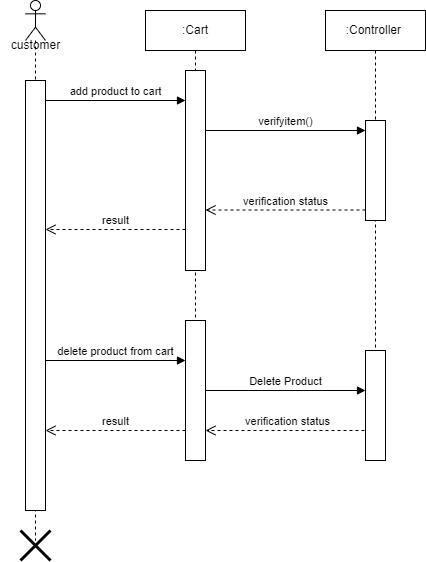 customer
:Cart
:Controller
add product to cart
verifyitem()
verification status
result
delete product from cart
Delete Product
verification status
result